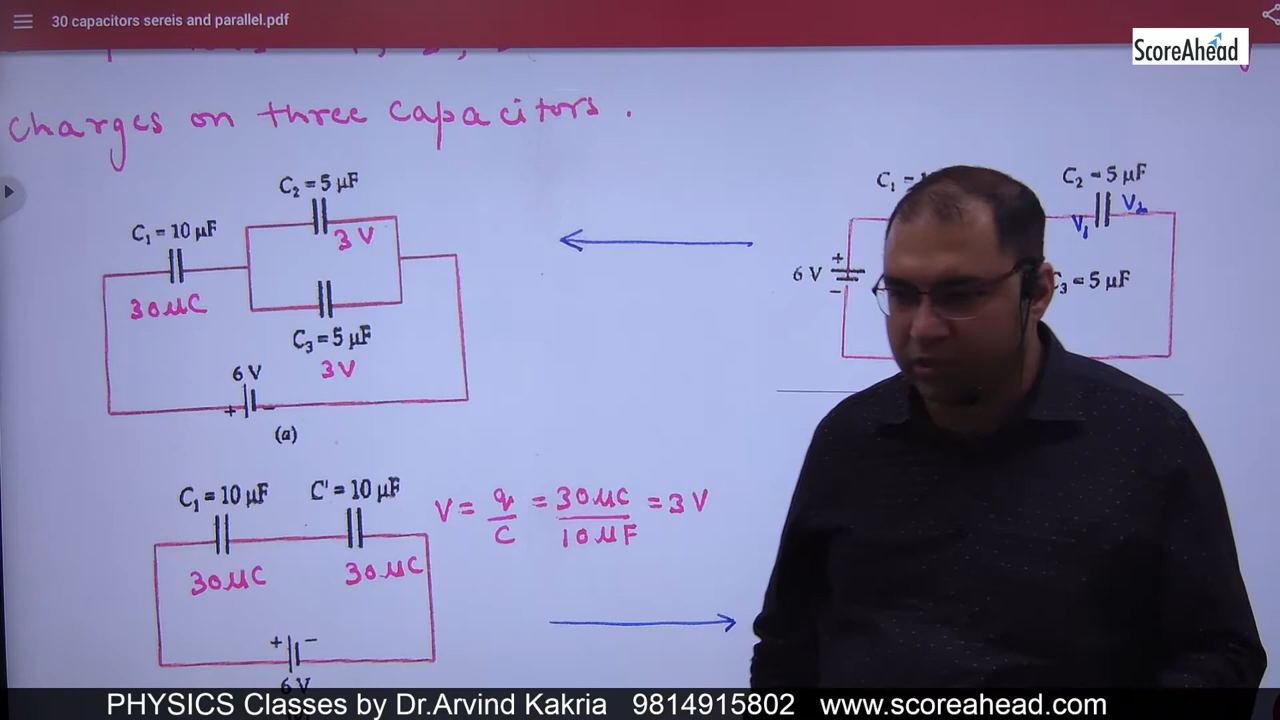 30 capacitors sereis and parallel.pdf
ScoreAhead
charges on three capacitors.
C₂ = 5 μF
C₁ = 10 μF
3 V
30 μC
C₃ = 5 μF
3 V
6 V
+ -
(a)
C₁ =
C₂ = 5 μF
V₁ V₂
+
6 V
-
C₃ = 5 μF
C₁ = 10 μF C' = 10 μF
V = q/C = 30 μC/10 μF = 3 V
30 μC 30 μC
+ -
6 V
PHYSICS Classes by Dr.Arvind Kakria 9814915802 www.scoreahead.com